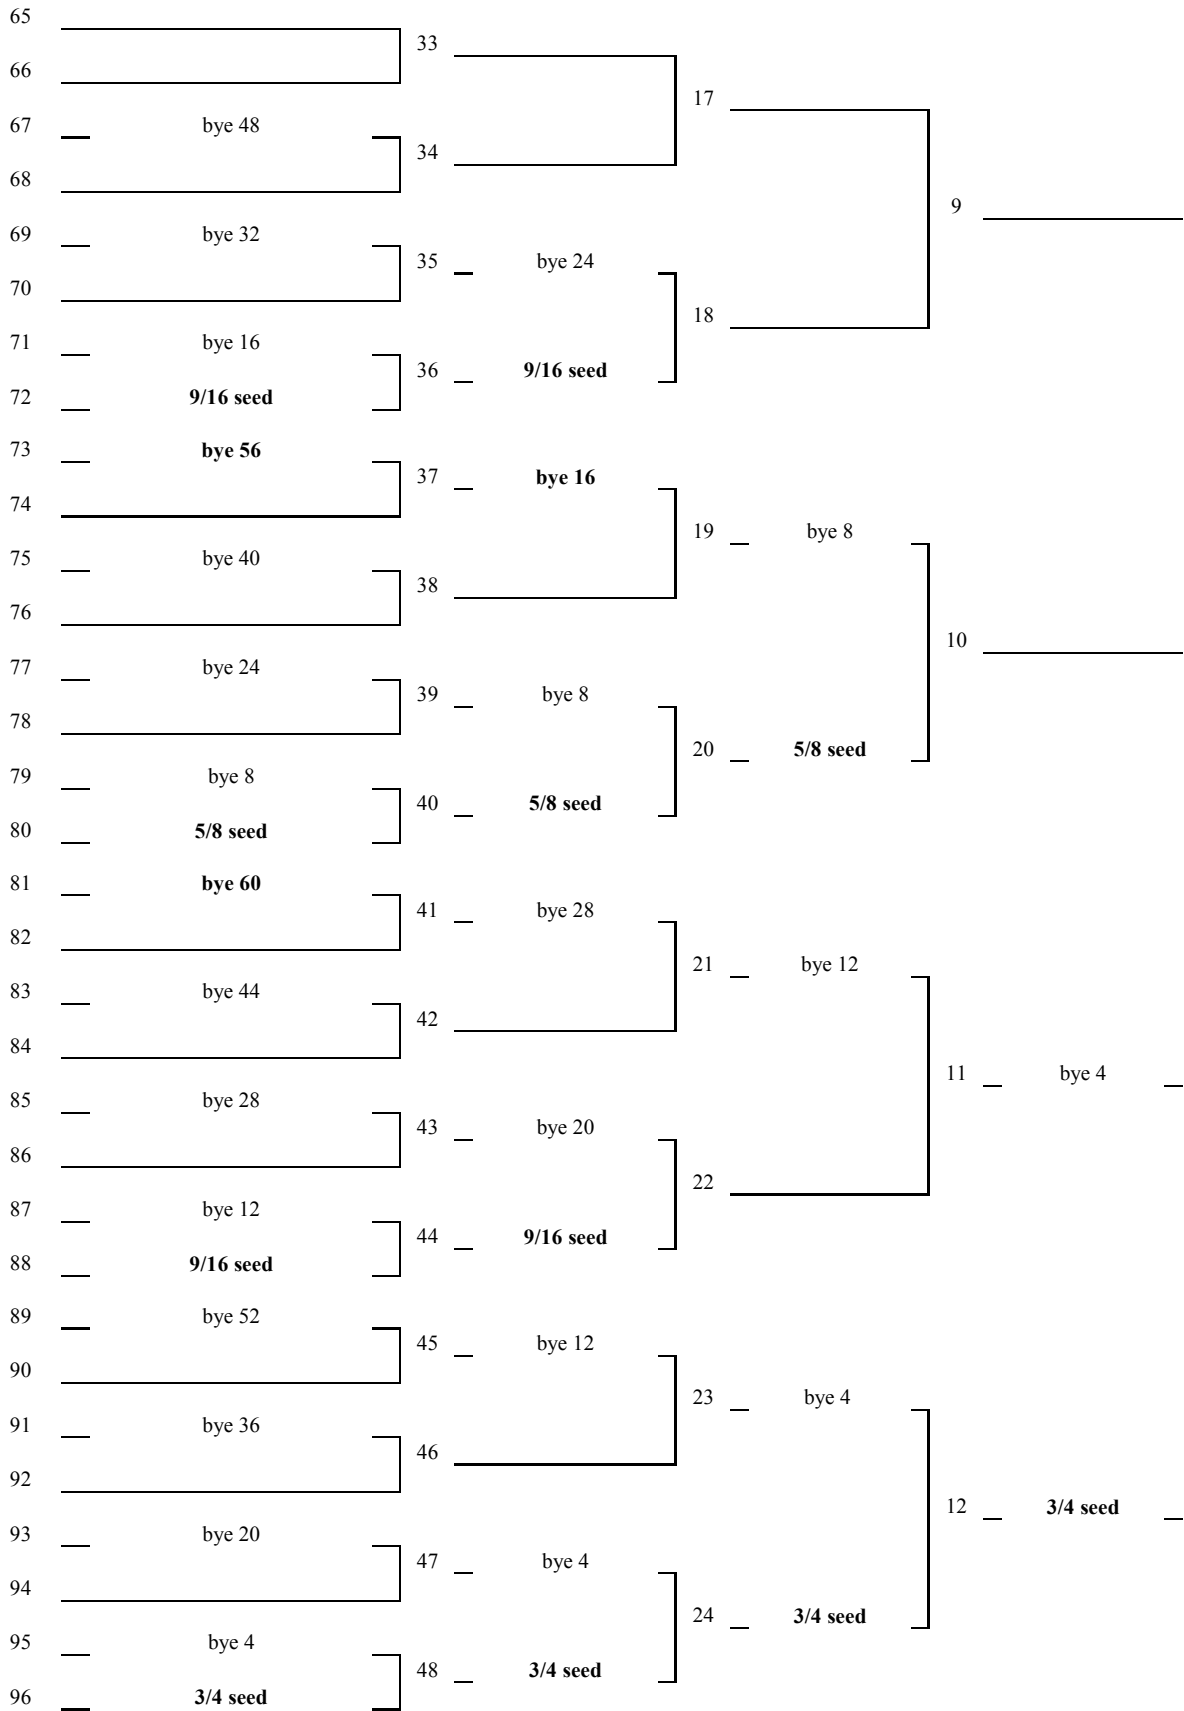 65
33
66
17
67 bye 48
34
68
9
69 bye 32
35 bye 24
70
18
71 bye 16
36 9/16 seed
72 9/16 seed
73 bye 56
37 bye 16
74
19 bye 8
75 bye 40
38
76
10
77 bye 24
39 bye 8
78
20 5/8 seed
79 bye 8
40 5/8 seed
80 5/8 seed
81 bye 60
41 bye 28
82
21 bye 12
83 bye 44
42
84
11 bye 4
85 bye 28
43 bye 20
86
22
87 bye 12
44 9/16 seed
88 9/16 seed
89 bye 52
45 bye 12
90
23 bye 4
91 bye 36
46
92
12 3/4 seed
93 bye 20
47 bye 4
94
24 3/4 seed
95 bye 4
48 3/4 seed
96 3/4 seed